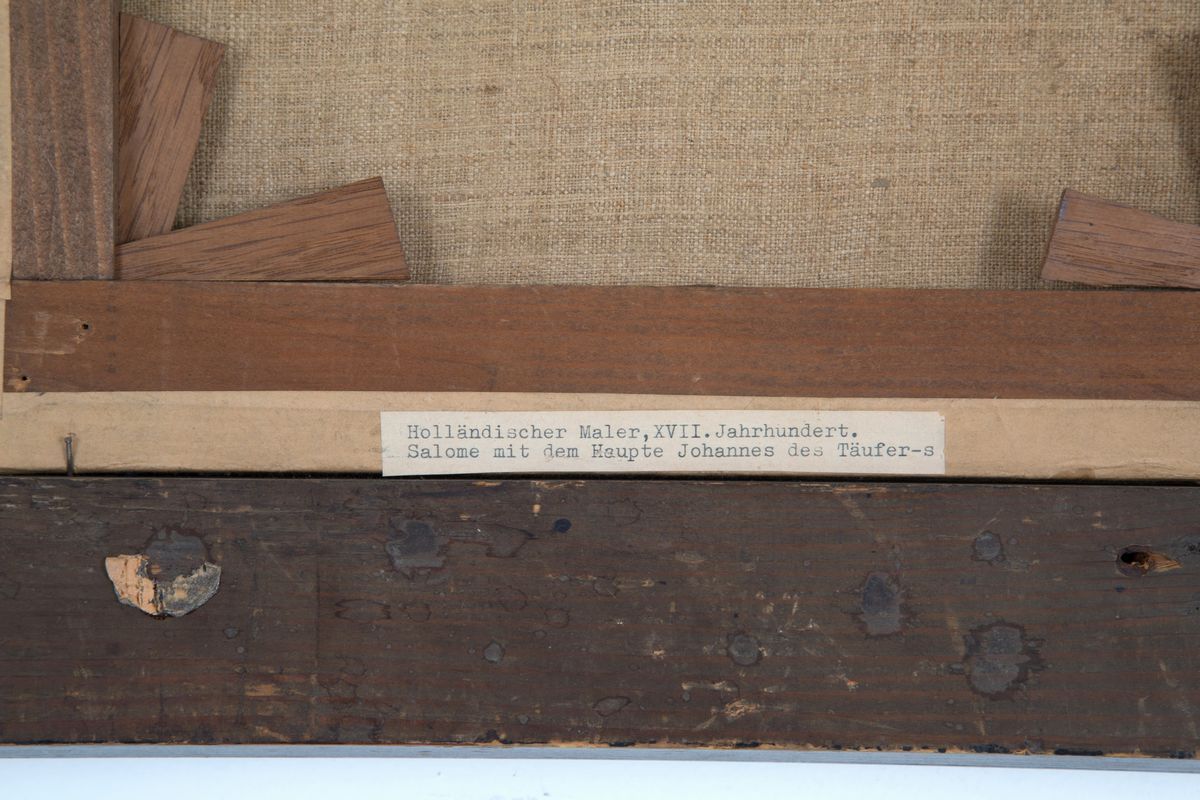 Holländischer Maler,XVII.Jahrhundert.
Salome mit dem Haupte Johannes des Täufer-s